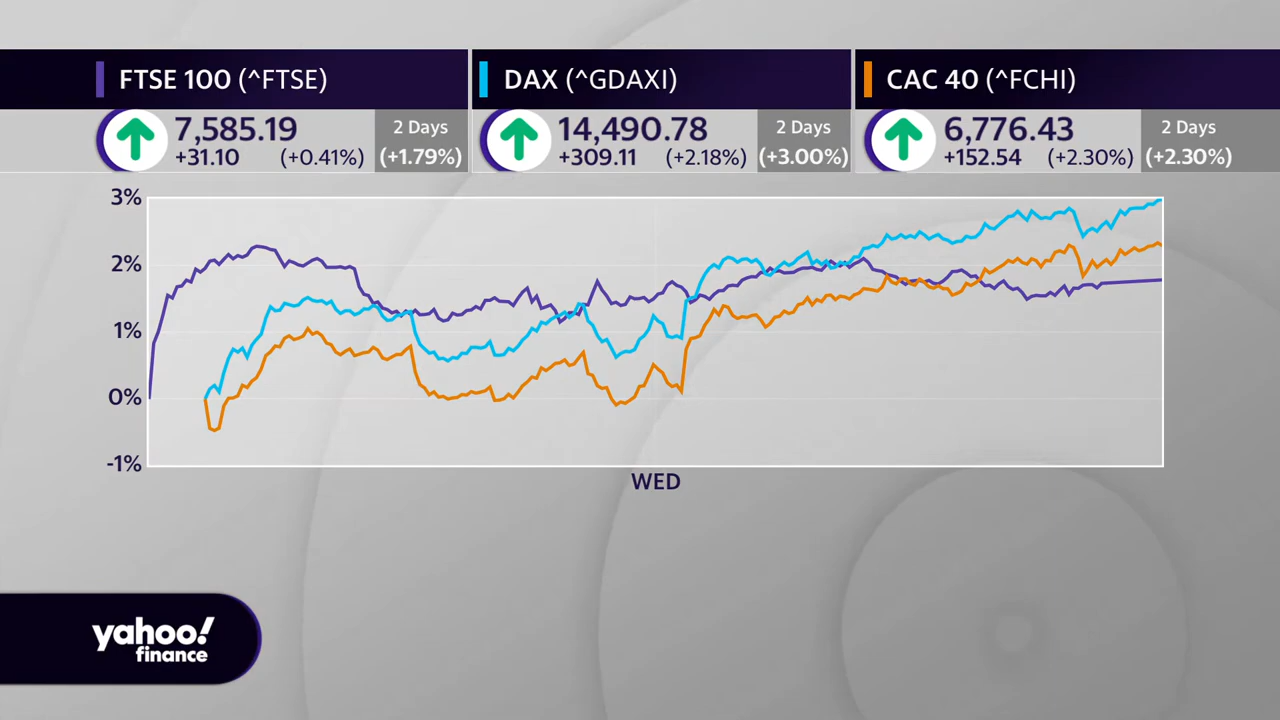 FTSE 100 (^FTSE)
7,585.19
+31.10 (+0.41%)
2 Days
(+1.79%)
DAX (^GDAXI)
14,490.78
+309.11 (+2.18%)
2 Days
(+3.00%)
CAC 40 (^FCHI)
6,776.43
+152.54 (+2.30%)
2 Days
(+2.30%)
3%
2%
1%
0%
-1%
WED
yahoo!
finance